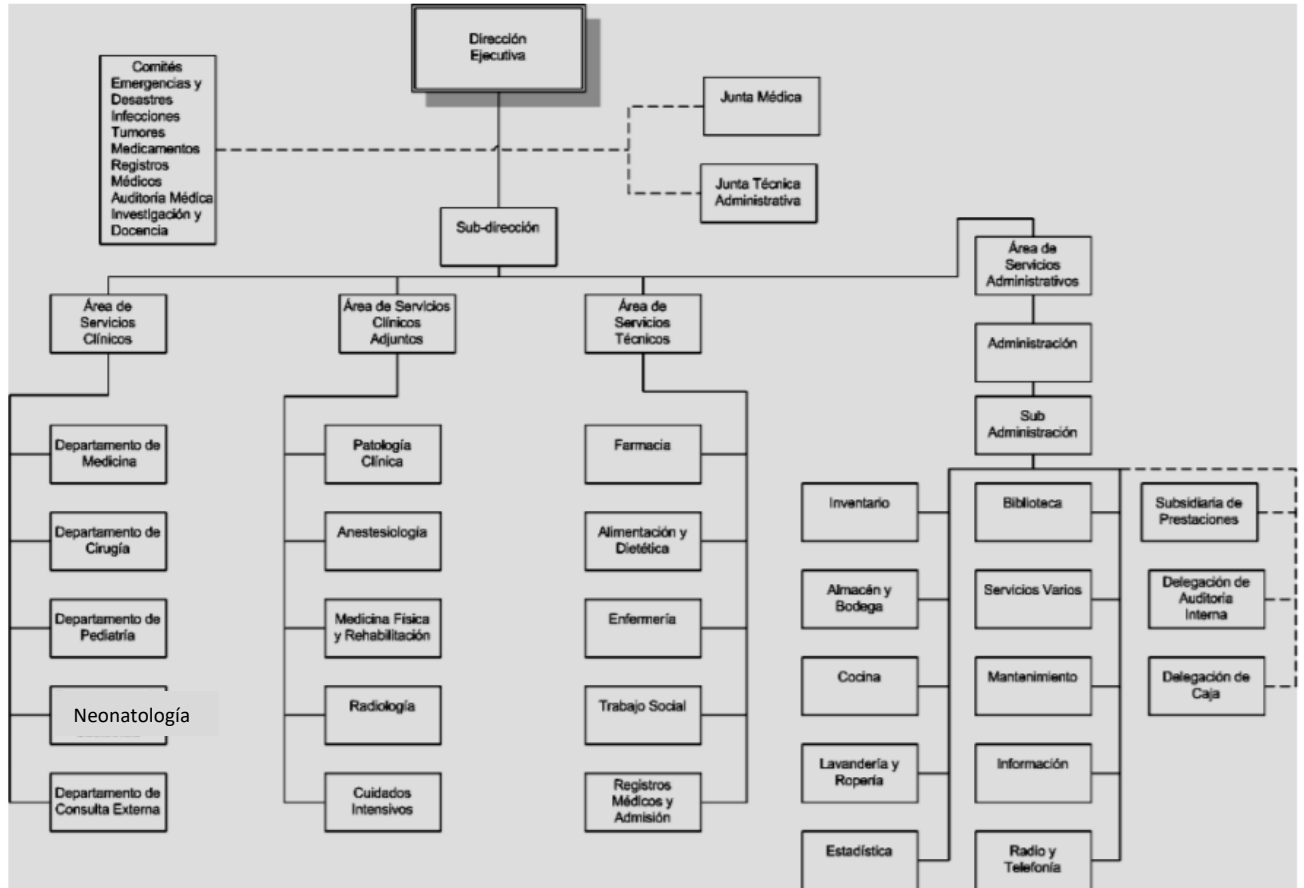 Dirección
Ejecutiva
Comités
Emergencias y
Desastres
Infecciones
Tumores
Medicamentos
Registros
Médicos
Auditoría Médica
Investigación y
Docencia
Junta Médica
Junta Técnica
Administrativa
Sub-dirección
Área de
Servicios
Clínicos
Área de Servicios
Clínicos
Adjuntos
Área de
Servicios
Técnicos
Área de
Servicios
Administrativos
Administración
Sub
Administración
Departamento de
Medicina
Departamento de
Cirugía
Departamento de
Pediatría
Neonatología
Departamento de
Consulta Externa
Patología
Clínica
Anestesiología
Medicina Física
y Rehabilitación
Radiología
Cuidados
Intensivos
Farmacia
Alimentación y
Dietética
Enfermería
Trabajo Social
Registros
Médicos y
Admisión
Inventario
Almacén y
Bodega
Cocina
Lavandería y
Ropería
Estadística
Biblioteca
Servicios Varios
Mantenimiento
Información
Radio y
Telefonía
Subsidiaria de
Prestaciones
Delegación de
Auditoría
Interna
Delegación de
Caja